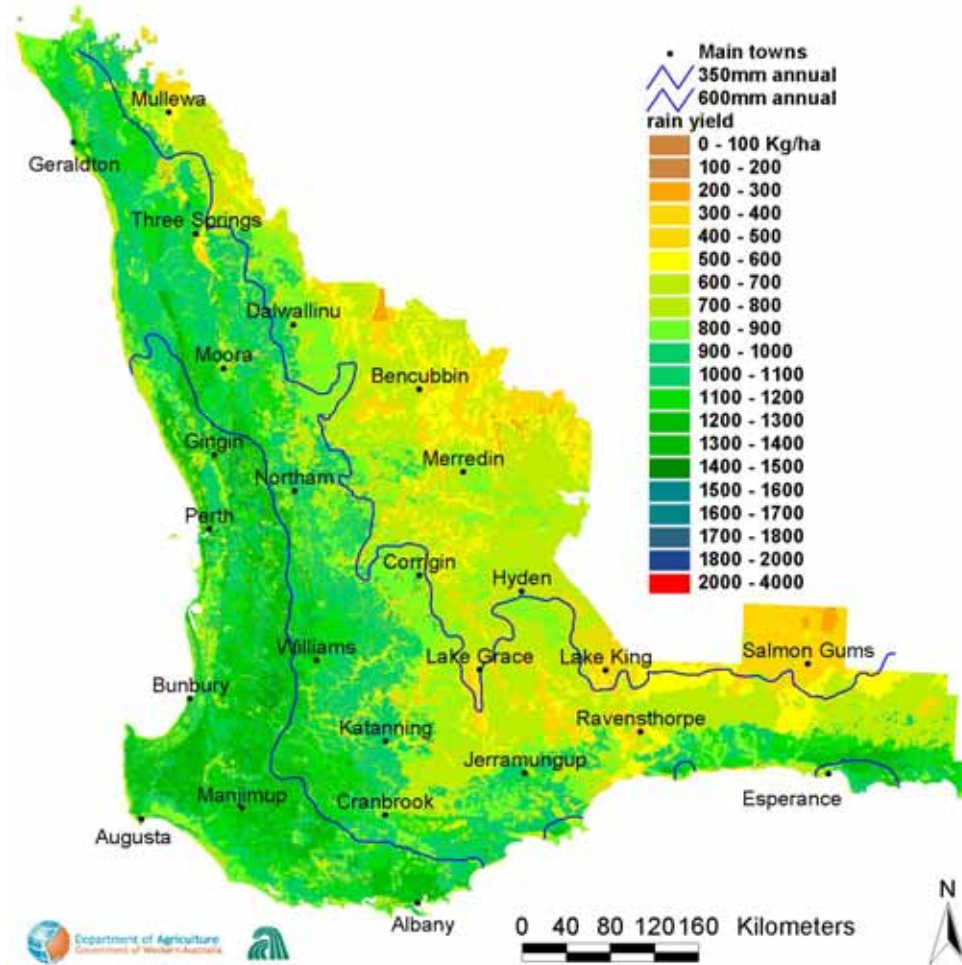 Main towns
350mm annual
600mm annual
rain yield
0 - 100 Kg/ha
100 - 200
200 - 300
300 - 400
400 - 500
500 - 600
600 - 700
700 - 800
800 - 900
900 - 1000
1000 - 1100
1100 - 1200
1200 - 1300
1300 - 1400
1400 - 1500
1500 - 1600
1600 - 1700
1700 - 1800
1800 - 2000
2000 - 4000
Mullewa
Geraldton
Three Springs
Dalwallinu
Moora
Bencubbin
Gingin
Merredin
Northam
Perth
Corrigin
Hyden
Williams
Lake Grace
Lake King
Salmon Gums
Bunbury
Katanning
Ravensthorpe
Jerramungup
Manjimup
Cranbrook
Esperance
Augusta
Albany
N
0 40 80 120 160 Kilometers
Department of Agriculture
Government of Western Australia